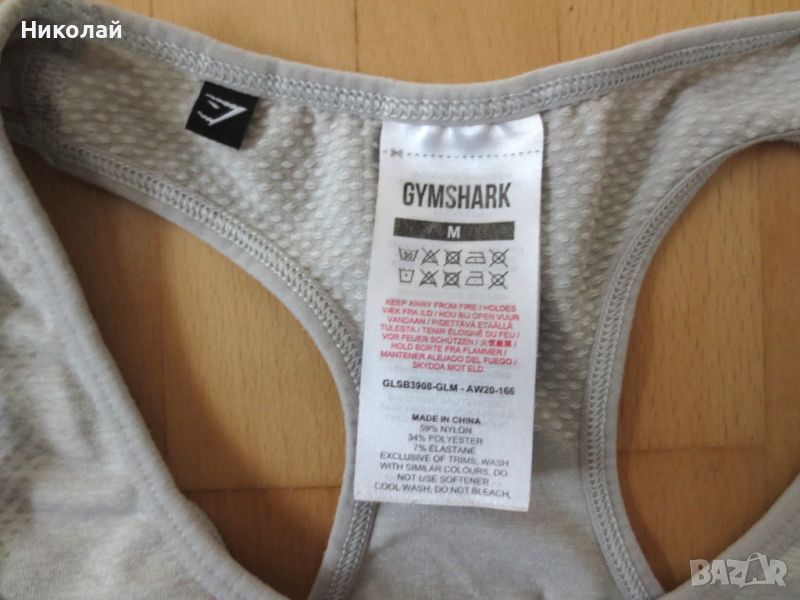 Николай
GYMSHARK
M
KEEP AWAY FROM FIRE / HOLDES
VÆK FRA ILD / HOU BIJ OPEN VUUR
VANDAAN / PIDETTÄVÄ ETÄÄLLÄ
TULESTA / TENIR ÉLOIGNÉ DU FEU /
VOR FEUER SCHÜTZEN /
HOLD BORTE FRA FLAMMER /
MANTENER ALEJADO DEL FUEGO /
SKYDDA MOT ELD
GLSB3908-GLM - AW20-166
MADE IN CHINA
59% NYLON
34% POLYESTER
7% ELASTANE
EXCLUSIVE OF TRIMS, WASH
WITH SIMILAR COLOURS, DO
NOT USE SOFTENER
COOL WASH, DO NOT BLEACH,
BAZAR